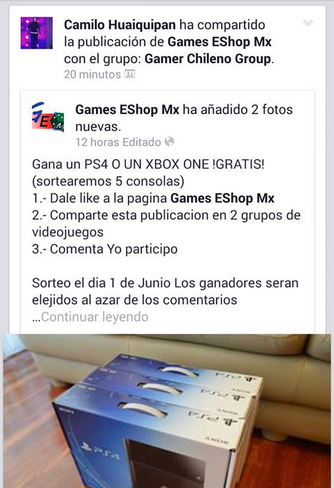 Camilo Huaiquipan ha compartido
la publicación de Games EShop Mx
con el grupo: Gamer Chileno Group.
20 minutos
GE
Games EShop Mx ha añadido 2 fotos
nuevas.
12 horas Editado
Gana un PS4 O UN XBOX ONE !GRATIS!
(sortearemos 5 consolas)
1.- Dale like a la pagina Games EShop Mx
2.- Comparte esta publicacion en 2 grupos de
videojuegos
3.- Comenta Yo participo
Sorteo el dia 1 de Junio Los ganadores seran
elejidos al azar de los comentarios
...Continuar leyendo
PS4
PS4
SONY
PS4
SONY
PS4